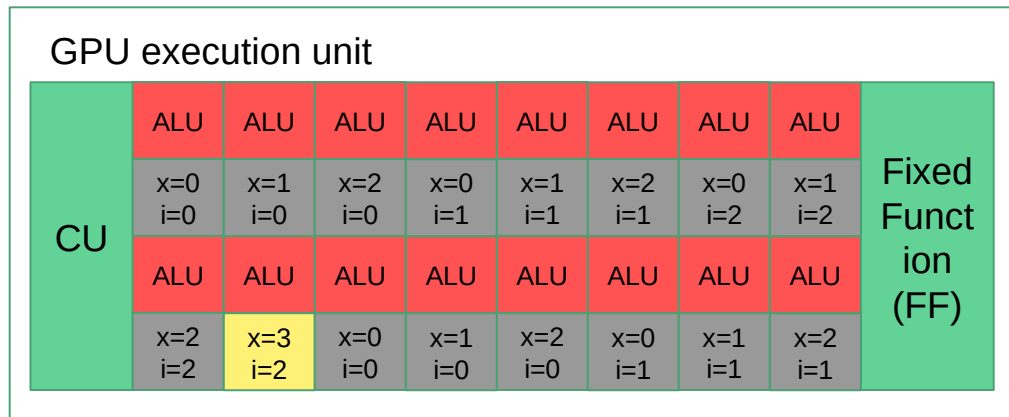 GPU execution unit
CU
ALU ALU ALU ALU ALU ALU ALU ALU
x=0 x=1 x=2 x=0 x=1 x=2 x=0 x=1
i=0 i=0 i=0 i=1 i=1 i=1 i=2 i=2
ALU ALU ALU ALU ALU ALU ALU ALU
x=2 x=3 x=0 x=1 x=2 x=0 x=1 x=2
i=2 i=2 i=0 i=0 i=0 i=1 i=1 i=1
Fixed
Funct
ion
(FF)